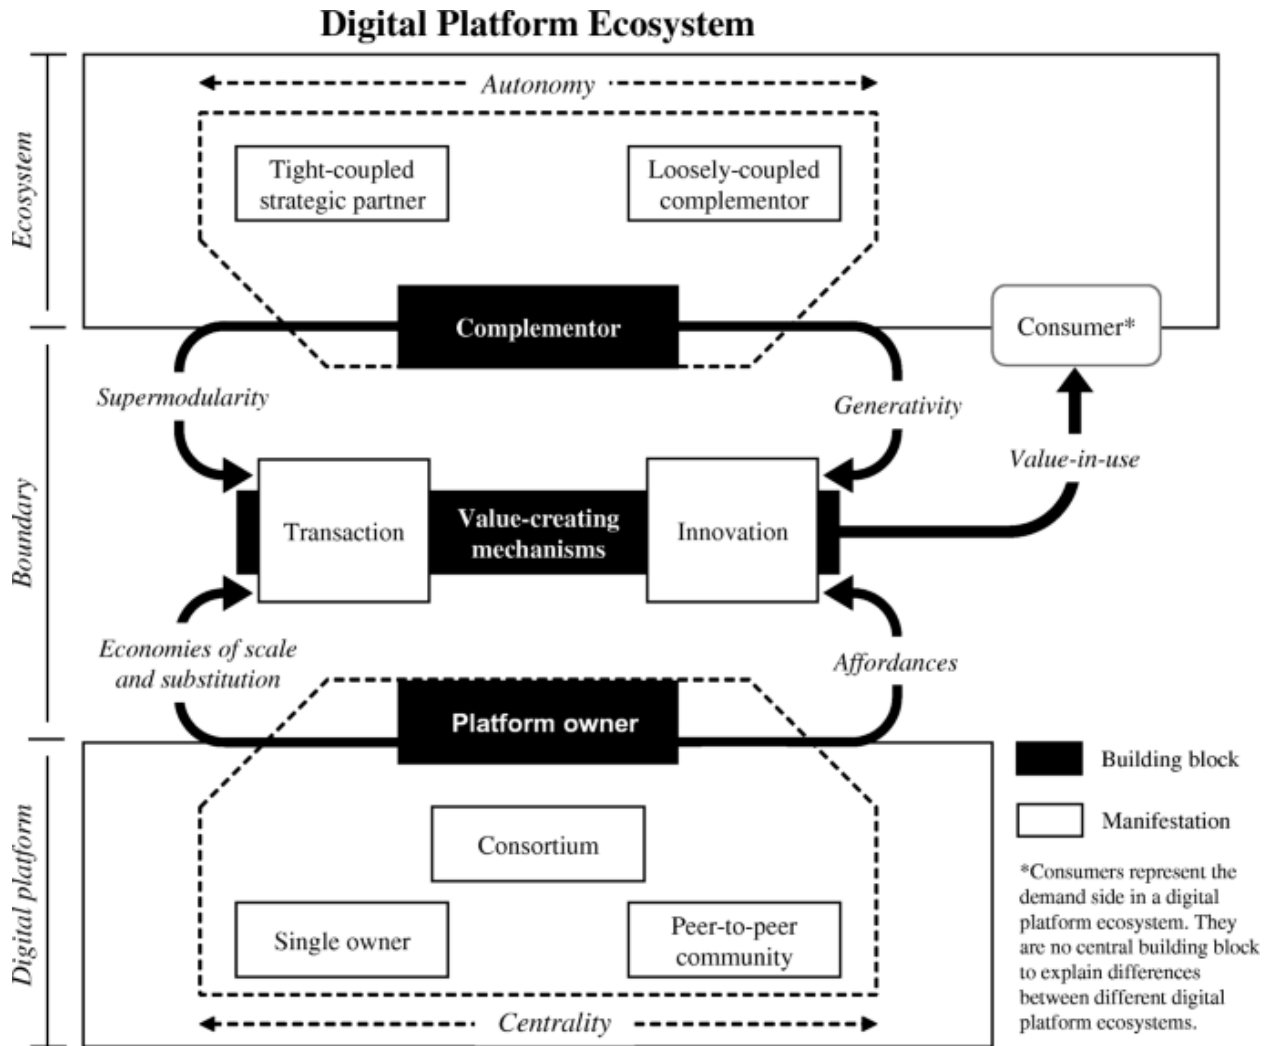 Digital Platform Ecosystem
Ecosystem
Autonomy
Tight-coupled
strategic partner
Loosely-coupled
complementor
Complementor
Consumer*
Boundary
Supermodularity
Generativity
Value-in-use
Transaction
Value-creating
mechanisms
Innovation
Economies of scale
and substitution
Affordances
Digital platform
Platform owner
Consortium
Single owner
Peer-to-peer
community
Centrality
Building block
Manifestation
*Consumers represent the
demand side in a digital
platform ecosystem. They
are no central building block
to explain differences
between different digital
platform ecosystems.